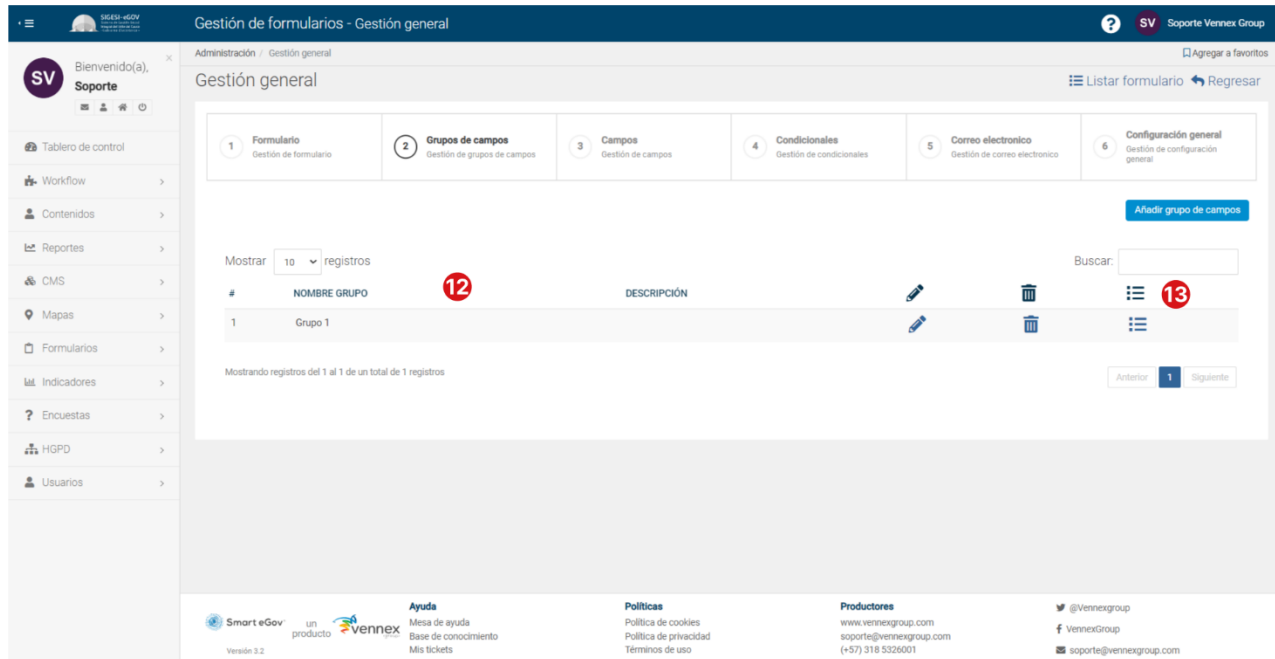 SIGESI-eGOV
Gestión de formularios - Gestión general
? SV Soporte Vennex Group
Administración / Gestión general
Agregar a favoritos
SV
Bienvenido(a),
Soporte
×
Gestión general
Listar formulario Regresar
Tablero de control
Workflow
Contenidos
Reportes
CMS
Mapas
Formularios
Indicadores
? Encuestas
HGPD
Usuarios
1 Formulario
Gestión de formulario
2 Grupos de campos
Gestión de grupos de campos
3 Campos
Gestión de campos
4 Condicionales
Gestión de condicionales
5 Correo electronico
Gestión de correo electronico
6 Configuración general
Gestión de configuración
general
Añadir grupo de campos
Mostrar 10 registros
Buscar:
12
13
# NOMBRE GRUPO DESCRIPCIÓN
1 Grupo 1
Mostrando registros del 1 al 1 de un total de 1 registros
Anterior 1 Siguiente
Smart eGov
un
producto
vennex
Versión 3.2
Ayuda
Mesa de ayuda
Base de conocimiento
Mis tickets
Políticas
Política de cookies
Política de privacidad
Términos de uso
Productores
www.vennexgroup.com
soporte@vennexgroup.com
(+57) 318 5326001
@Vennexgroup
VennexGroup
soporte@vennexgroup.com